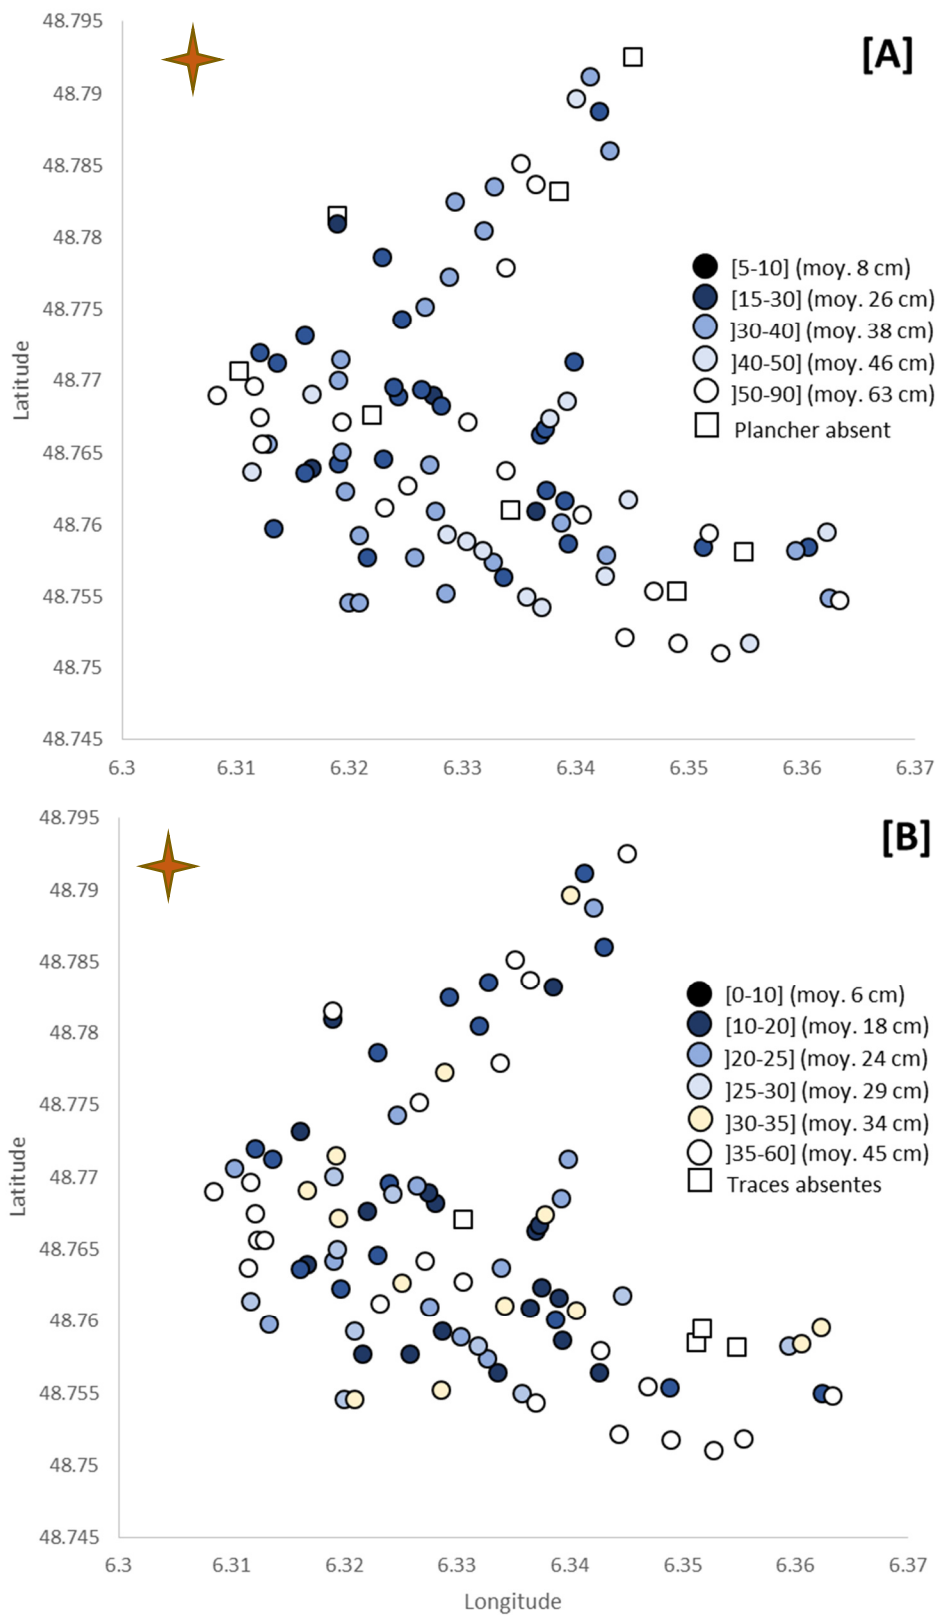 [A]
48.795
48.79
48.785
48.78
48.775
48.77
48.765
48.76
48.755
48.75
48.745
Latitude
[5-10] (moy. 8 cm)
[15-30] (moy. 26 cm)
]30-40] (moy. 38 cm)
]40-50] (moy. 46 cm)
]50-90] (moy. 63 cm)
Plancher absent
6.3 6.31 6.32 6.33 6.34 6.35 6.36 6.37
[B]
48.795
48.79
48.785
48.78
48.775
48.77
48.765
48.76
48.755
48.75
48.745
Latitude
[0-10] (moy. 6 cm)
[10-20] (moy. 18 cm)
]20-25] (moy. 24 cm)
]25-30] (moy. 29 cm)
]30-35] (moy. 34 cm)
]35-60] (moy. 45 cm)
Traces absentes
6.3 6.31 6.32 6.33 6.34 6.35 6.36 6.37
Longitude